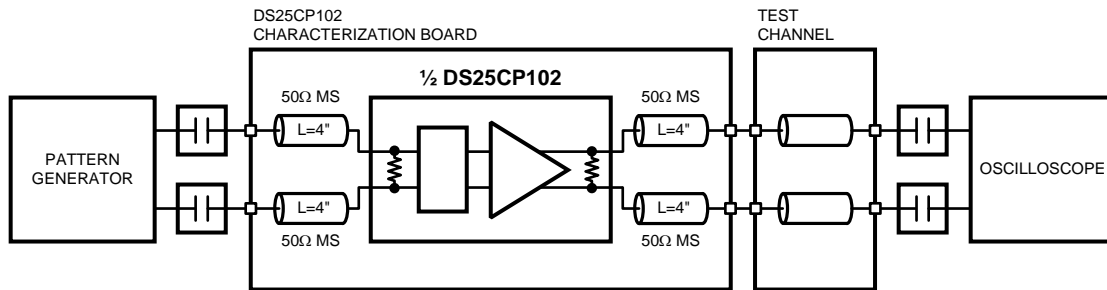 DS25CP102
CHARACTERIZATION BOARD
TEST
CHANNEL
½ DS25CP102
50Ω MS
50Ω MS
L=4"
L=4"
PATTERN
GENERATOR
OSCILLOSCOPE
L=4"
L=4"
50Ω MS
50Ω MS